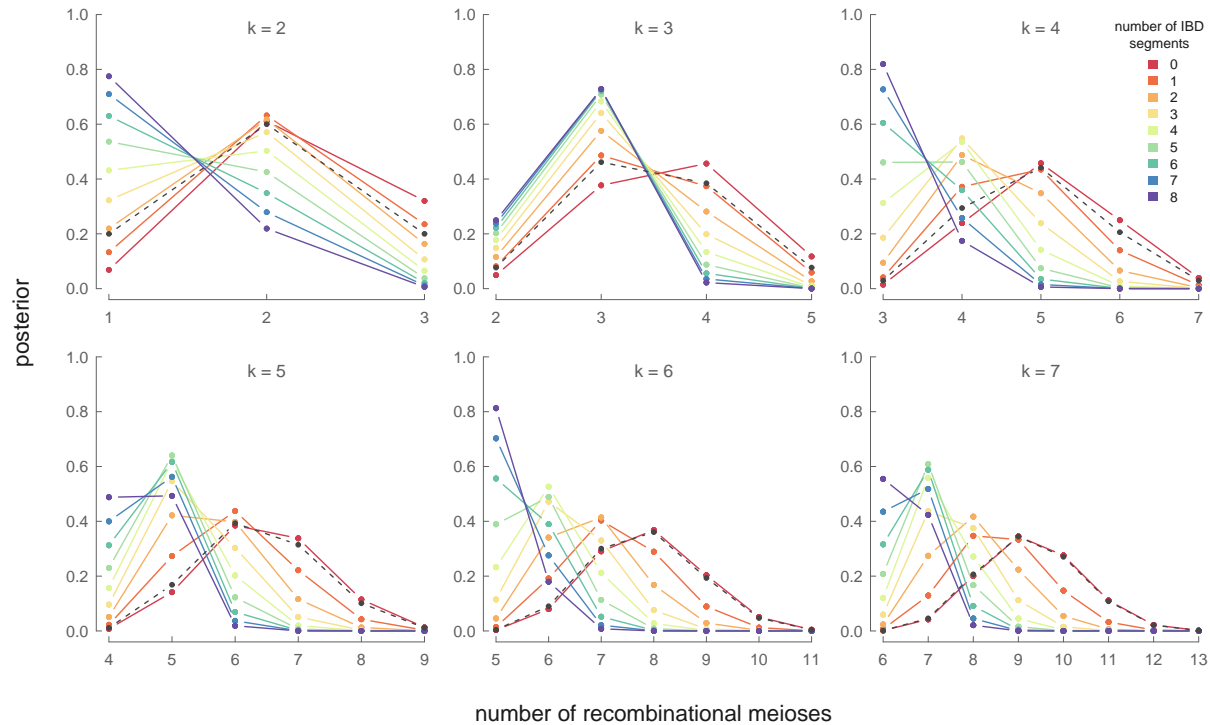 k = 2
1.0
0.8
0.6
0.4
0.2
0.0
1 2 3
k = 3
1.0
0.8
0.6
0.4
0.2
0.0
2 3 4 5
k = 4
1.0
0.8
0.6
0.4
0.2
0.0
3 4 5 6 7
number of IBD
segments
0
1
2
3
4
5
6
7
8
posterior
k = 5
1.0
0.8
0.6
0.4
0.2
0.0
4 5 6 7 8 9
k = 6
1.0
0.8
0.6
0.4
0.2
0.0
5 6 7 8 9 10 11
k = 7
1.0
0.8
0.6
0.4
0.2
0.0
6 7 8 9 10 11 12 13
number of recombinational meioses